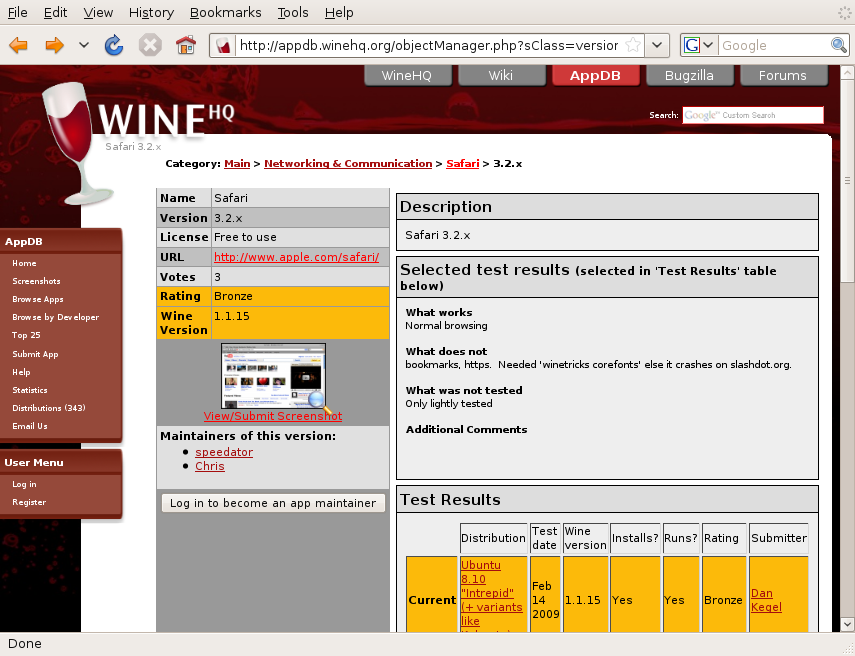 File Edit View History Bookmarks Tools Help
http://appdb.winehq.org/objectManager.php?sClass=version
G Google
WineHQ Wiki AppDB Bugzilla Forums
WINE HQ
Search: Google™ Custom Search
Safari 3.2.x
Category: Main > Networking & Communication > Safari > 3.2.x
AppDB
Home
Screenshots
Browse Apps
Browse by Developer
Top 25
Submit App
Help
Statistics
Distributions (343)
Email Us
User Menu
Log in
Register
Name Safari
Version 3.2.x
License Free to use
URL http://www.apple.com/safari/
Votes 3
Rating Bronze
Wine 1.1.15
Version
View/Submit Screenshot
Maintainers of this version:
speedator
Chris
Log in to become an app maintainer
Description
Safari 3.2.x
Selected test results (selected in 'Test Results' table
below)
What works
Normal browsing
What does not
bookmarks, https. Needed 'winetricks corefonts' else it crashes on slashdot.org.
What was not tested
Only lightly tested
Additional Comments
Test Results
Distribution Test date Wine version Installs? Runs? Rating Submitter
Current Ubuntu 8.10 "Intrepid" (+ variants like Feb 14 2009 1.1.15 Yes Yes Bronze Dan Kegel
Done